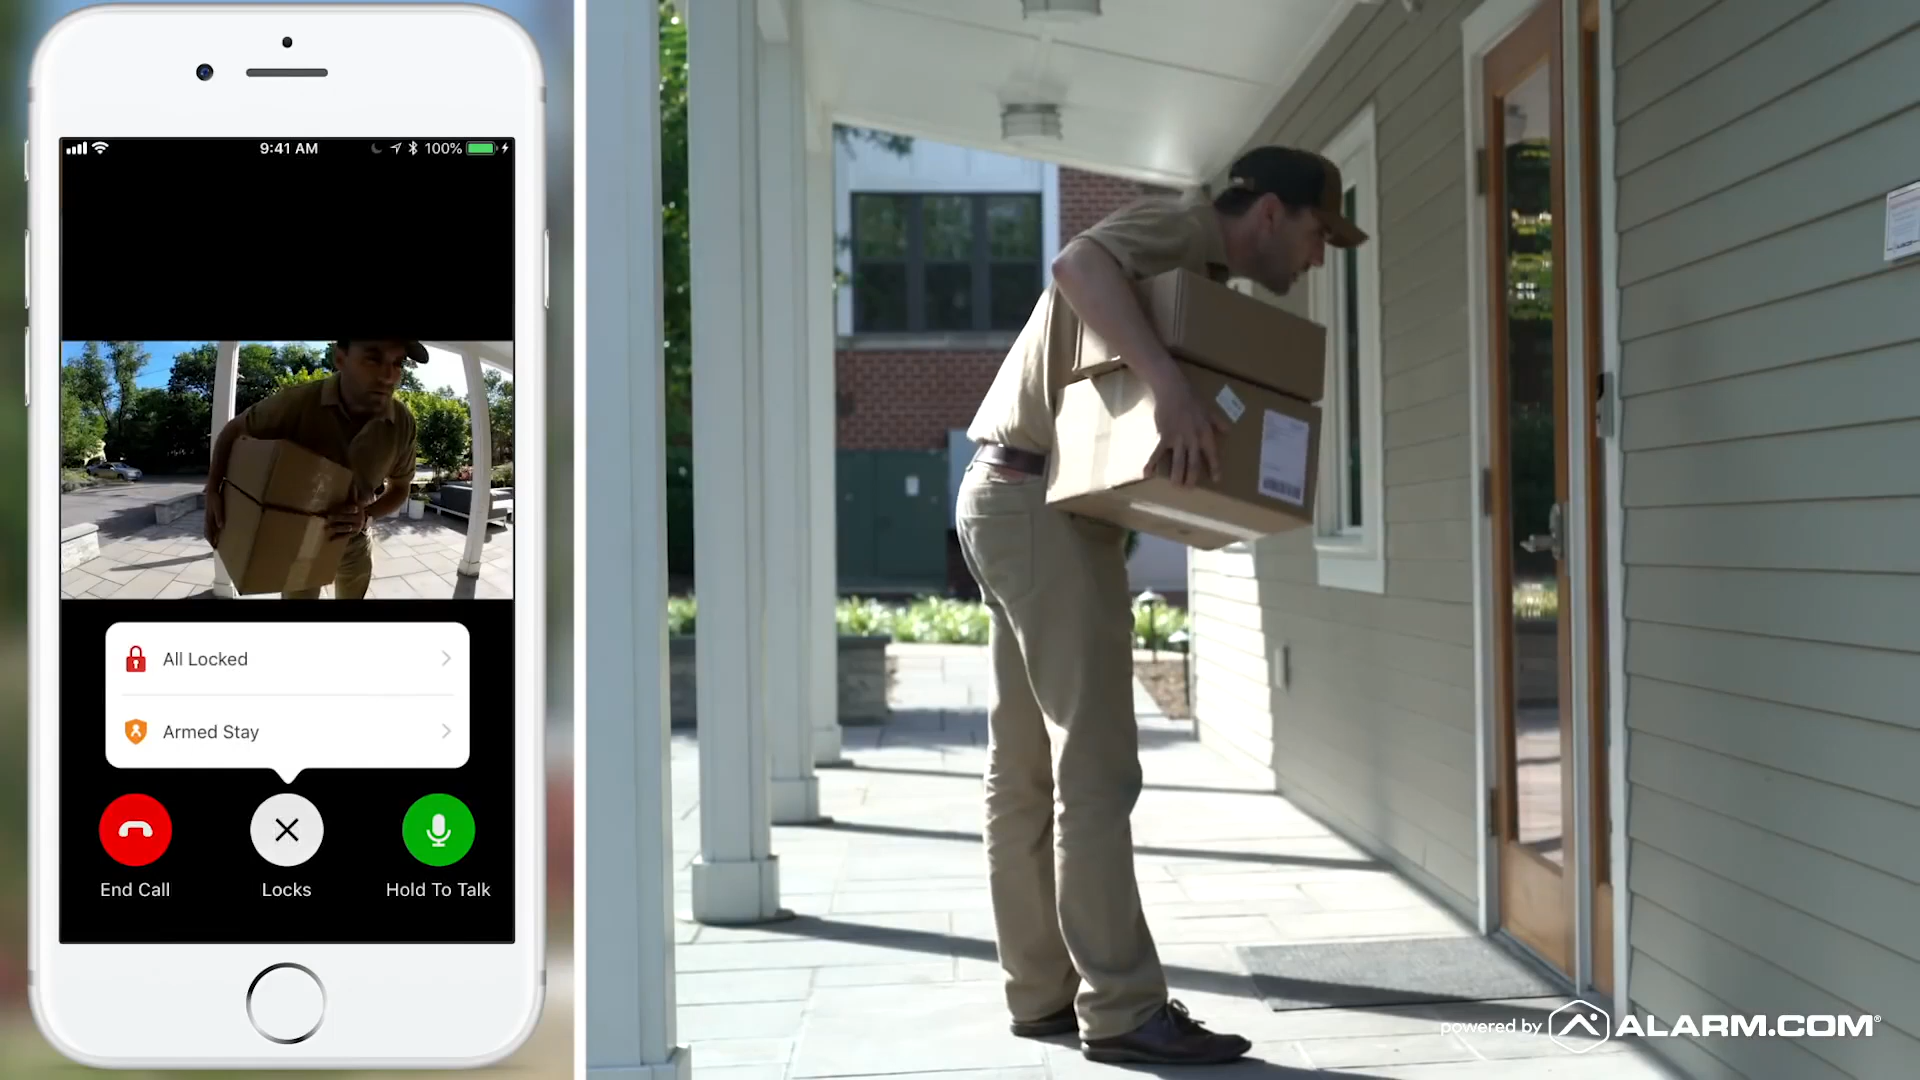 9:41 AM
100%
All Locked
Armed Stay
End Call
Locks
Hold To Talk
powered by ALARM.COM®